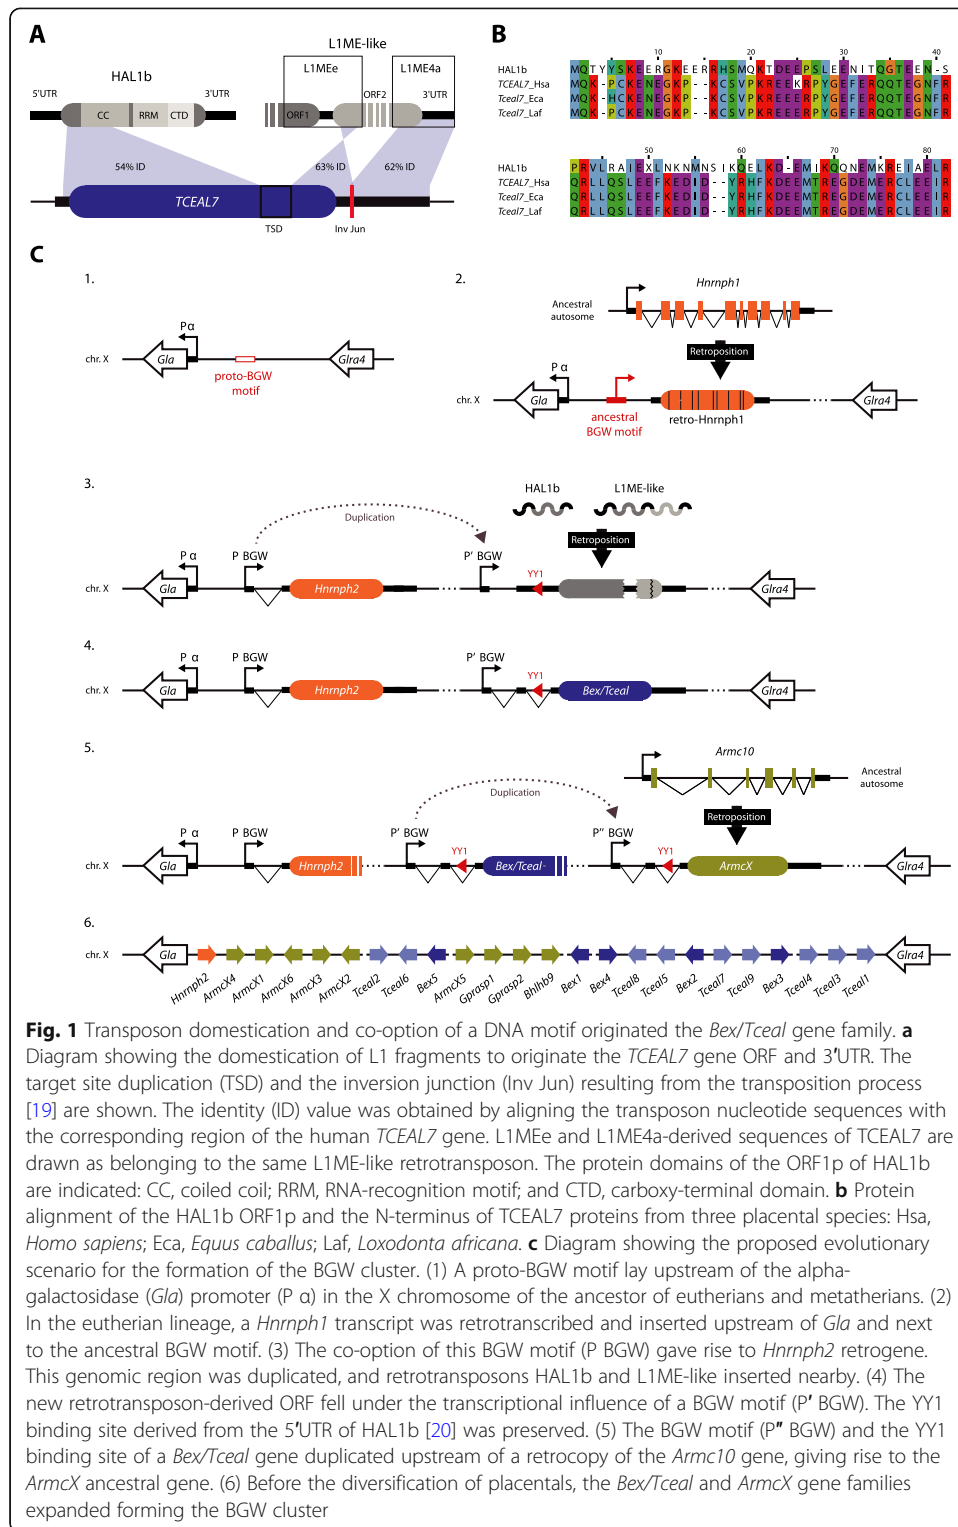 A
L1ME-like
HAL1b
L1MEe
L1ME4a
5'UTR
3'UTR
ORF2
3'UTR
CC
RRM
CTD
ORF1
54% ID
63% ID
62% ID
TCEAL7
TSD
Inv Jun
B
10 20 30 40
HAL1b MQTYYSKEERGKEERRHSMQKTDEEPSLEENITQGTEEN-S
TCEAL7_Hsa
Tceal7_Eca
Tceal7_Laf
50 60 70 80
HAL1b
TCEAL7_Hsa QRLLQSLEEFKEDID--YRHFKDEEMTREGDEMERCLEEIR
Tceal7_Eca QRLLQSLEEFKEDID--YRHFKDEEMTREGDEMERCLEEIR
Tceal7_Laf QRLLQSLEEFKEDID--YRHFKDEEMTREGDEMERCLEEIR
C
1.
P α
chr. X
Gla
Glra4
proto-BGW
motif
2.
Hnrnph1
Ancestral
autosome
Retroposition
P α
chr. X
Gla
Glra4
ancestral
BGW motif
retro-Hnrnph1
3.
HAL1b
L1ME-like
Duplication
Retroposition
P α
P BGW
P' BGW
YY1
chr. X
Gla
Hnrnph2
Glra4
4.
P α
P BGW
P' BGW
YY1
chr. X
Gla
Hnrnph2
Bex/Tceal
Glra4
5.
Armc10
Ancestral
autosome
Duplication
Retroposition
P α
P BGW
P' BGW
YY1
P" BGW
YY1
chr. X
Gla
Hnrnph2
Bex/Tceal-
ArmcX
Glra4
6.
chr. X
Gla
Glra4
Hnrnph2
ArmcX4
ArmcX1
ArmcX6
ArmcX3
ArmcX2
Tceal2
Tceal6
Bex5
ArmcX5
Gprasp1
Gprasp2
Bhlhb9
Bex1
Bex4
Tceal8
Tceal5
Bex2
Tceal7
Tceal9
Bex3
Tceal4
Tceal3
Tceal1
Fig. 1 Transposon domestication and co-option of a DNA motif originated the Bex/Tceal gene family. a
Diagram showing the domestication of L1 fragments to originate the TCEAL7 gene ORF and 3'UTR. The
target site duplication (TSD) and the inversion junction (Inv Jun) resulting from the transposition process
[19] are shown. The identity (ID) value was obtained by aligning the transposon nucleotide sequences with
the corresponding region of the human TCEAL7 gene. L1MEe and L1ME4a-derived sequences of TCEAL7 are
drawn as belonging to the same L1ME-like retrotransposon. The protein domains of the ORF1p of HAL1b
are indicated: CC, coiled coil; RRM, RNA-recognition motif; and CTD, carboxy-terminal domain. b Protein
alignment of the HAL1b ORF1p and the N-terminus of TCEAL7 proteins from three placental species: Hsa,
Homo sapiens; Eca, Equus caballus; Laf, Loxodonta africana. c Diagram showing the proposed evolutionary
scenario for the formation of the BGW cluster. (1) A proto-BGW motif lay upstream of the alpha-
galactosidase (Gla) promoter (P α) in the X chromosome of the ancestor of eutherians and metatherians. (2)
In the eutherian lineage, a Hnrnph1 transcript was retrotranscribed and inserted upstream of Gla and next
to the ancestral BGW motif. (3) The co-option of this BGW motif (P BGW) gave rise to Hnrnph2 retrogene.
This genomic region was duplicated, and retrotransposons HAL1b and L1ME-like inserted nearby. (4) The
new retrotransposon-derived ORF fell under the transcriptional influence of a BGW motif (P' BGW). The YY1
binding site derived from the 5'UTR of HAL1b [20] was preserved. (5) The BGW motif (P" BGW) and the YY1
binding site of a Bex/Tceal gene duplicated upstream of a retrocopy of the Armc10 gene, giving rise to the
ArmcX ancestral gene. (6) Before the diversification of placentals, the Bex/Tceal and ArmcX gene families
expanded forming the BGW cluster